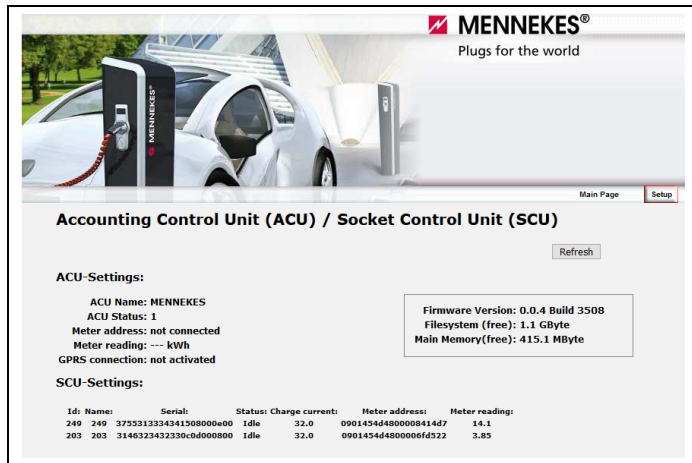 MENNEKES®
Plugs for the world
MENNEKES®
Main Page Setup
Accounting Control Unit (ACU) / Socket Control Unit (SCU)
Refresh
ACU-Settings:
ACU Name: MENNEKES
ACU Status: 1
Meter address: not connected
Meter reading: --- kWh
GPRS connection: not activated
Firmware Version: 0.0.4 Build 3508
Filesystem (free): 1.1 GByte
Main Memory(free): 415.1 MByte
SCU-Settings:
Id: Name: Serial: Status: Charge current: Meter address: Meter reading:
249 249 3755313334341508000e00 Idle 32.0 0901454d4800008414d7 14.1
203 203 3146323432330c0d000800 Idle 32.0 0901454d4800006fd522 3.85